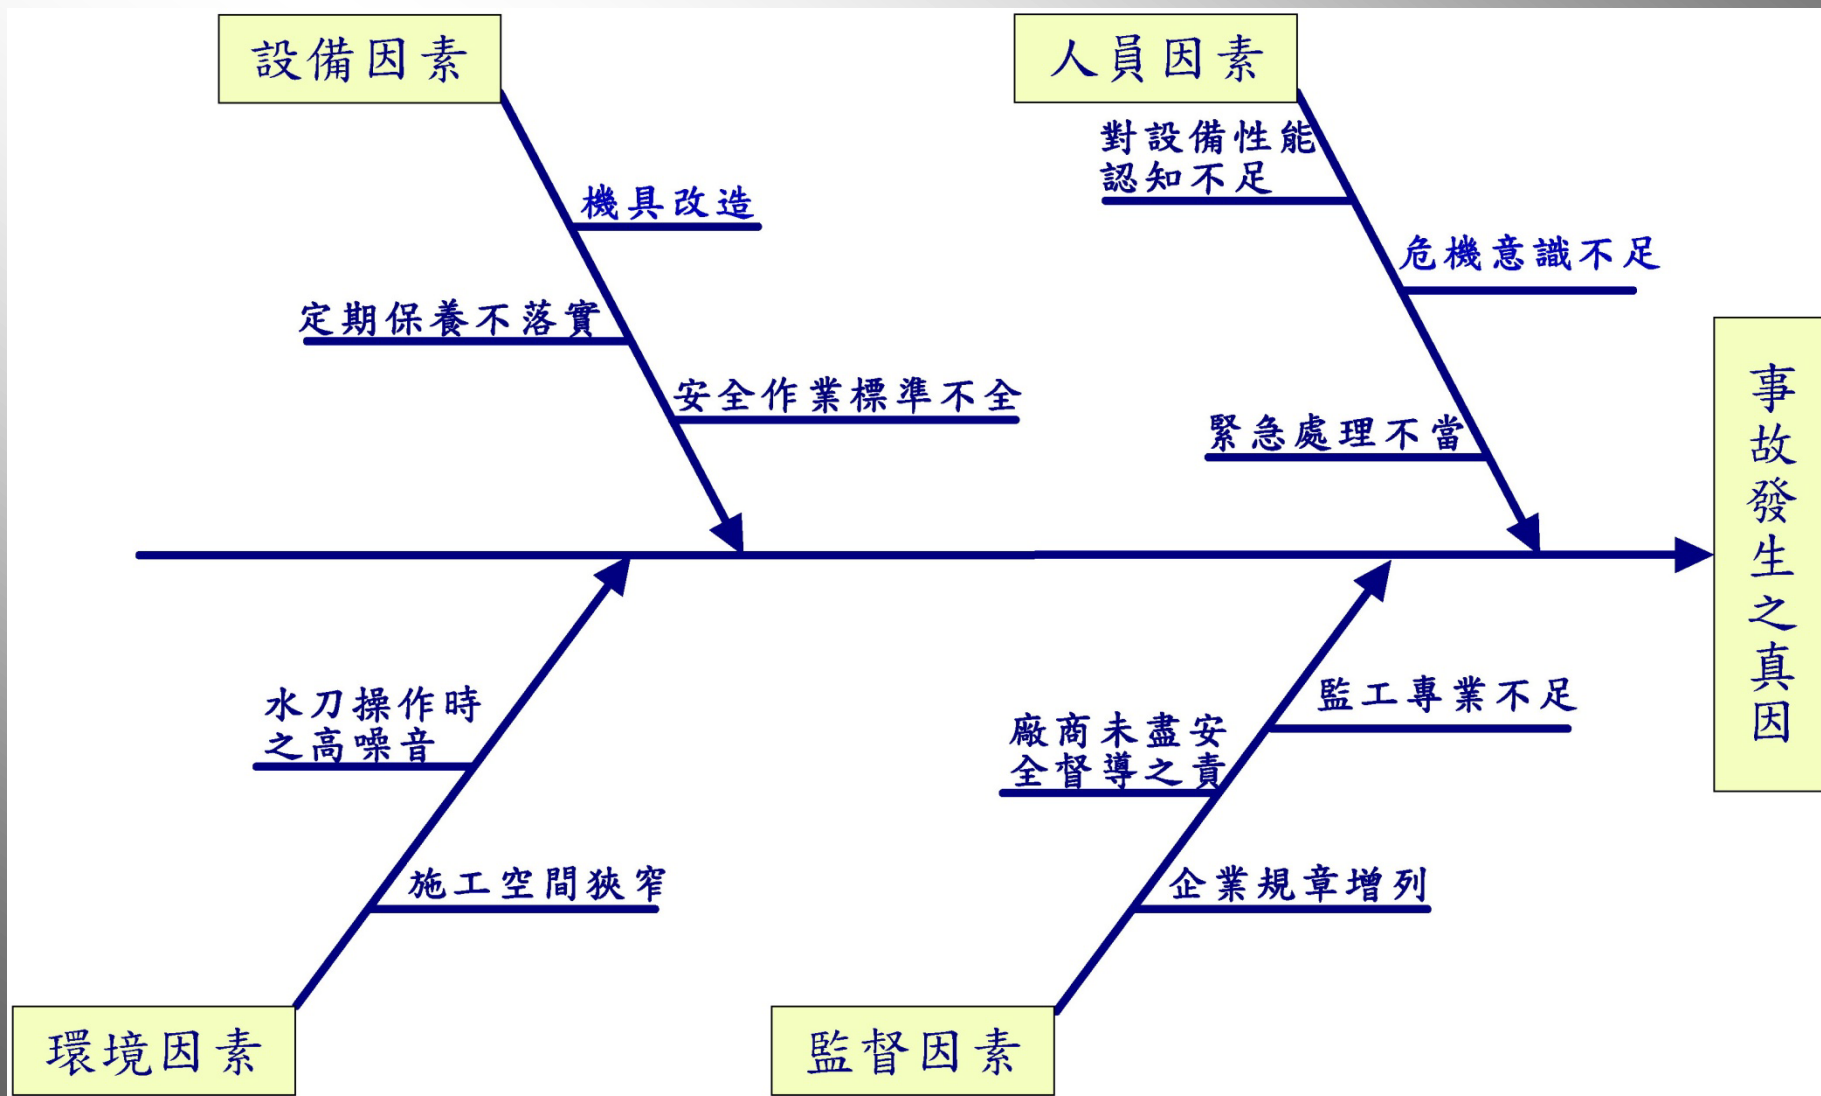 設備因素
人員因素
對設備性能
認知不足
機具改造
危機意識不足
定期保養不落實
安全作業標準不全
緊急處理不當
事故發生之真因
水刀操作時
之高噪音
監工專業不足
廠商未盡安
全督導之責
施工空間狹窄
企業規章增列
環境因素
監督因素